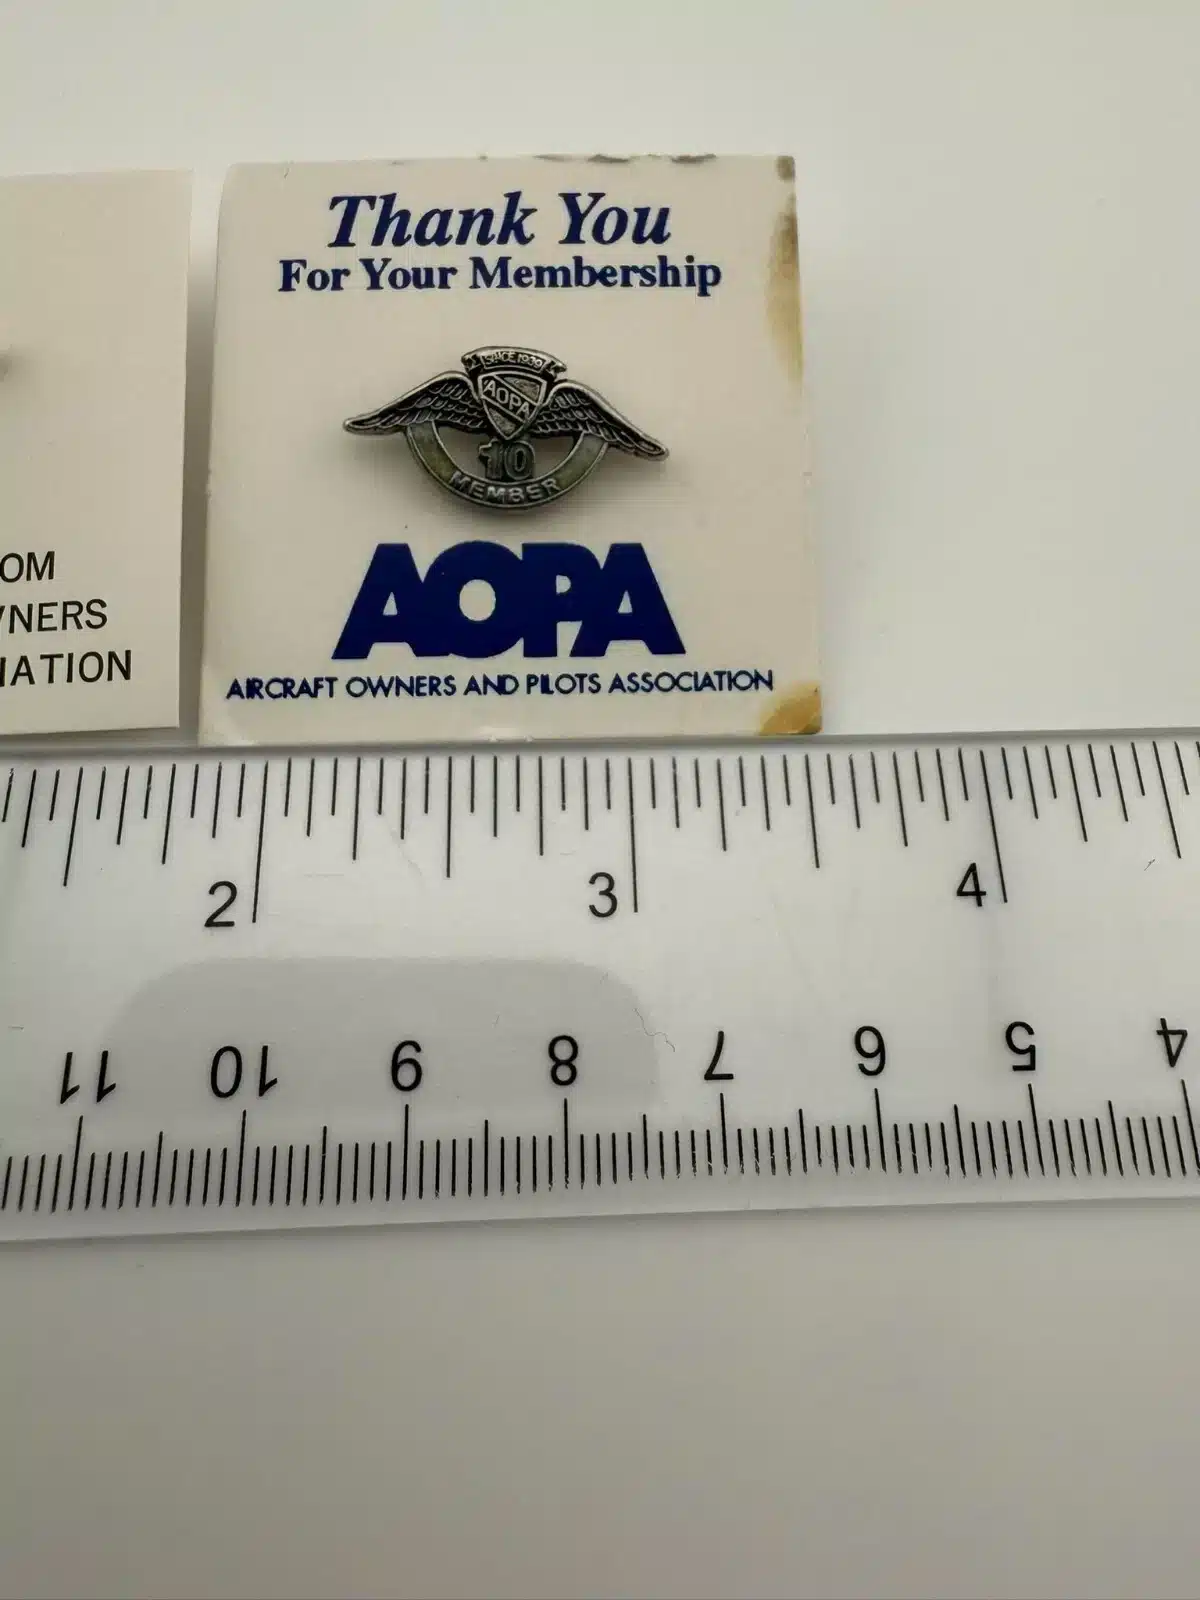 Thank You
For Your Membership
SINCE 1939
AOPA
10
MEMBER
AOPA
AIRCRAFT OWNERS AND PILOTS ASSOCIATION
OM
NERS
IATION
2 3 4
11 10 9 8 7 6 5 4